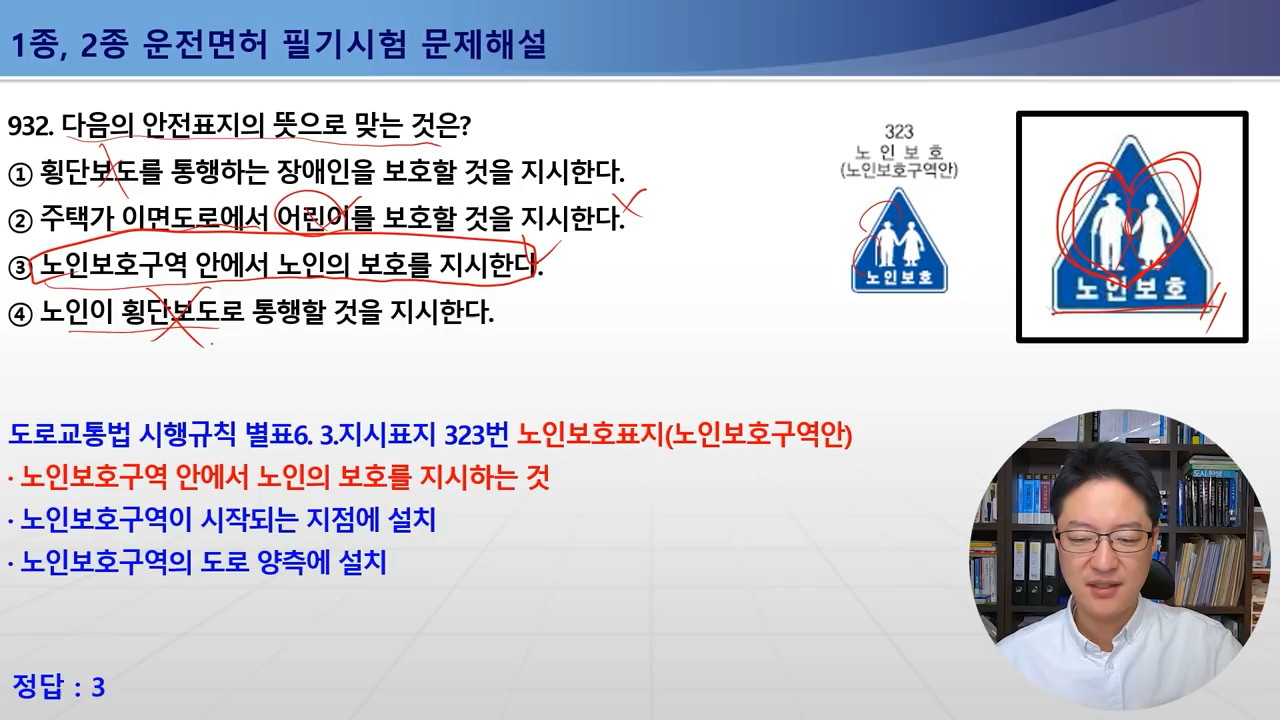 1종, 2종 운전면허 필기시험 문제해설
932. 다음의 안전표지의 뜻으로 맞는 것은?
① 횡단보도를 통행하는 장애인을 보호할 것을 지시한다.
② 주택가 이면도로에서 어린이를 보호할 것을 지시한다.
③ 노인보호구역 안에서 노인의 보호를 지시한다.
④ 노인이 횡단보도로 통행할 것을 지시한다.
323
노 인 보 호
(노인보호구역안)
노인보호
노인보호
도로교통법 시행규칙 별표6. 3.지시표지 323번 노인보호표지(노인보호구역안)
· 노인보호구역 안에서 노인의 보호를 지시하는 것
· 노인보호구역이 시작되는 지점에 설치
· 노인보호구역의 도로 양측에 설치
정답 : 3